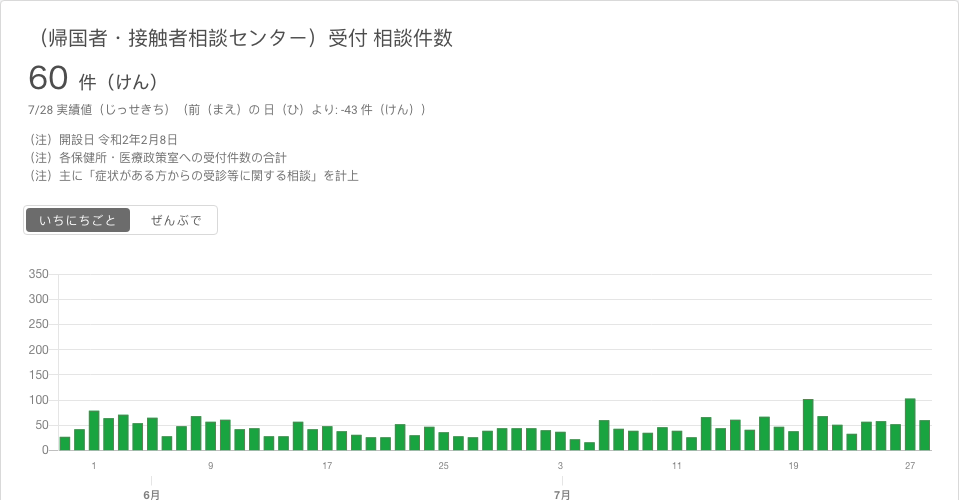 （帰国者・接触者相談センター）受付 相談件数
60 件（けん）
7/28 実績値（じっせきち）（前（まえ）の 日（ひ）より: -43 件（けん））
（注）開設日 令和2年2月8日
（注）各保健所・医療政策室への受付件数の合計
（注）主に「症状がある方からの受診等に関する相談」を計上
いちにちごと ぜんぶで
350
300
250
200
150
100
50
0
1 9 17 25 3 11 19 27
6月 7月